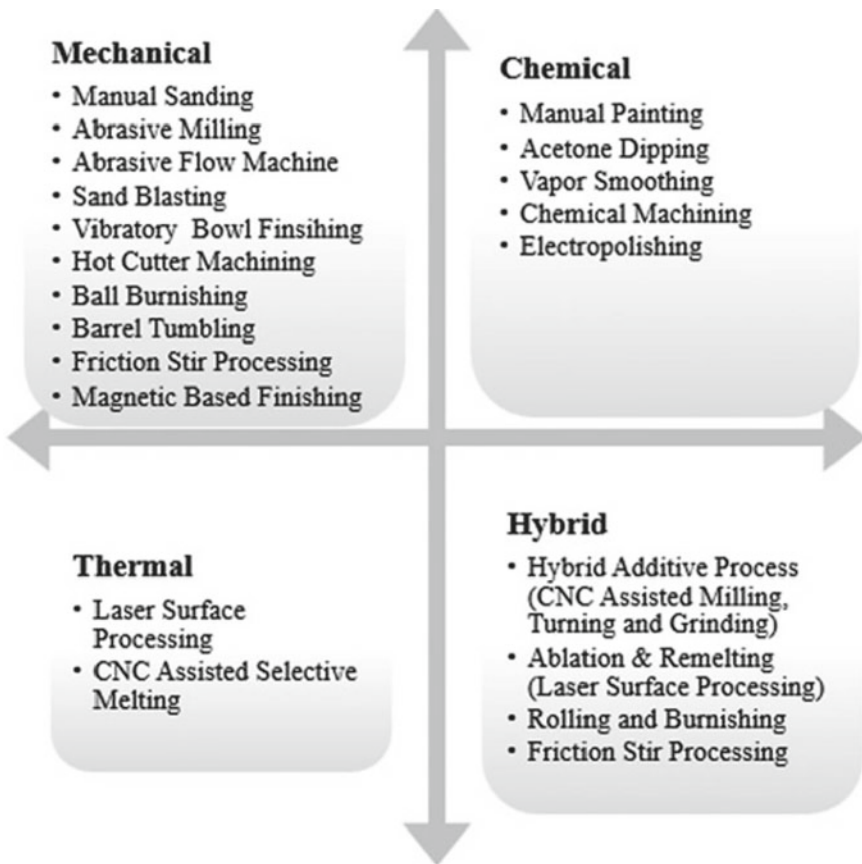 Mechanical
• Manual Sanding
• Abrasive Milling
• Abrasive Flow Machine
• Sand Blasting
• Vibratory Bowl Finsihing
• Hot Cutter Machining
• Ball Burnishing
• Barrel Tumbling
• Friction Stir Processing
• Magnetic Based Finishing
Chemical
• Manual Painting
• Acetone Dipping
• Vapor Smoothing
• Chemical Machining
• Electropolishing
Thermal
• Laser Surface
Processing
• CNC Assisted Selective
Melting
Hybrid
• Hybrid Additive Process
(CNC Assisted Milling,
Turning and Grinding)
• Ablation & Remelting
(Laser Surface Processing)
• Rolling and Burnishing
• Friction Stir Processing